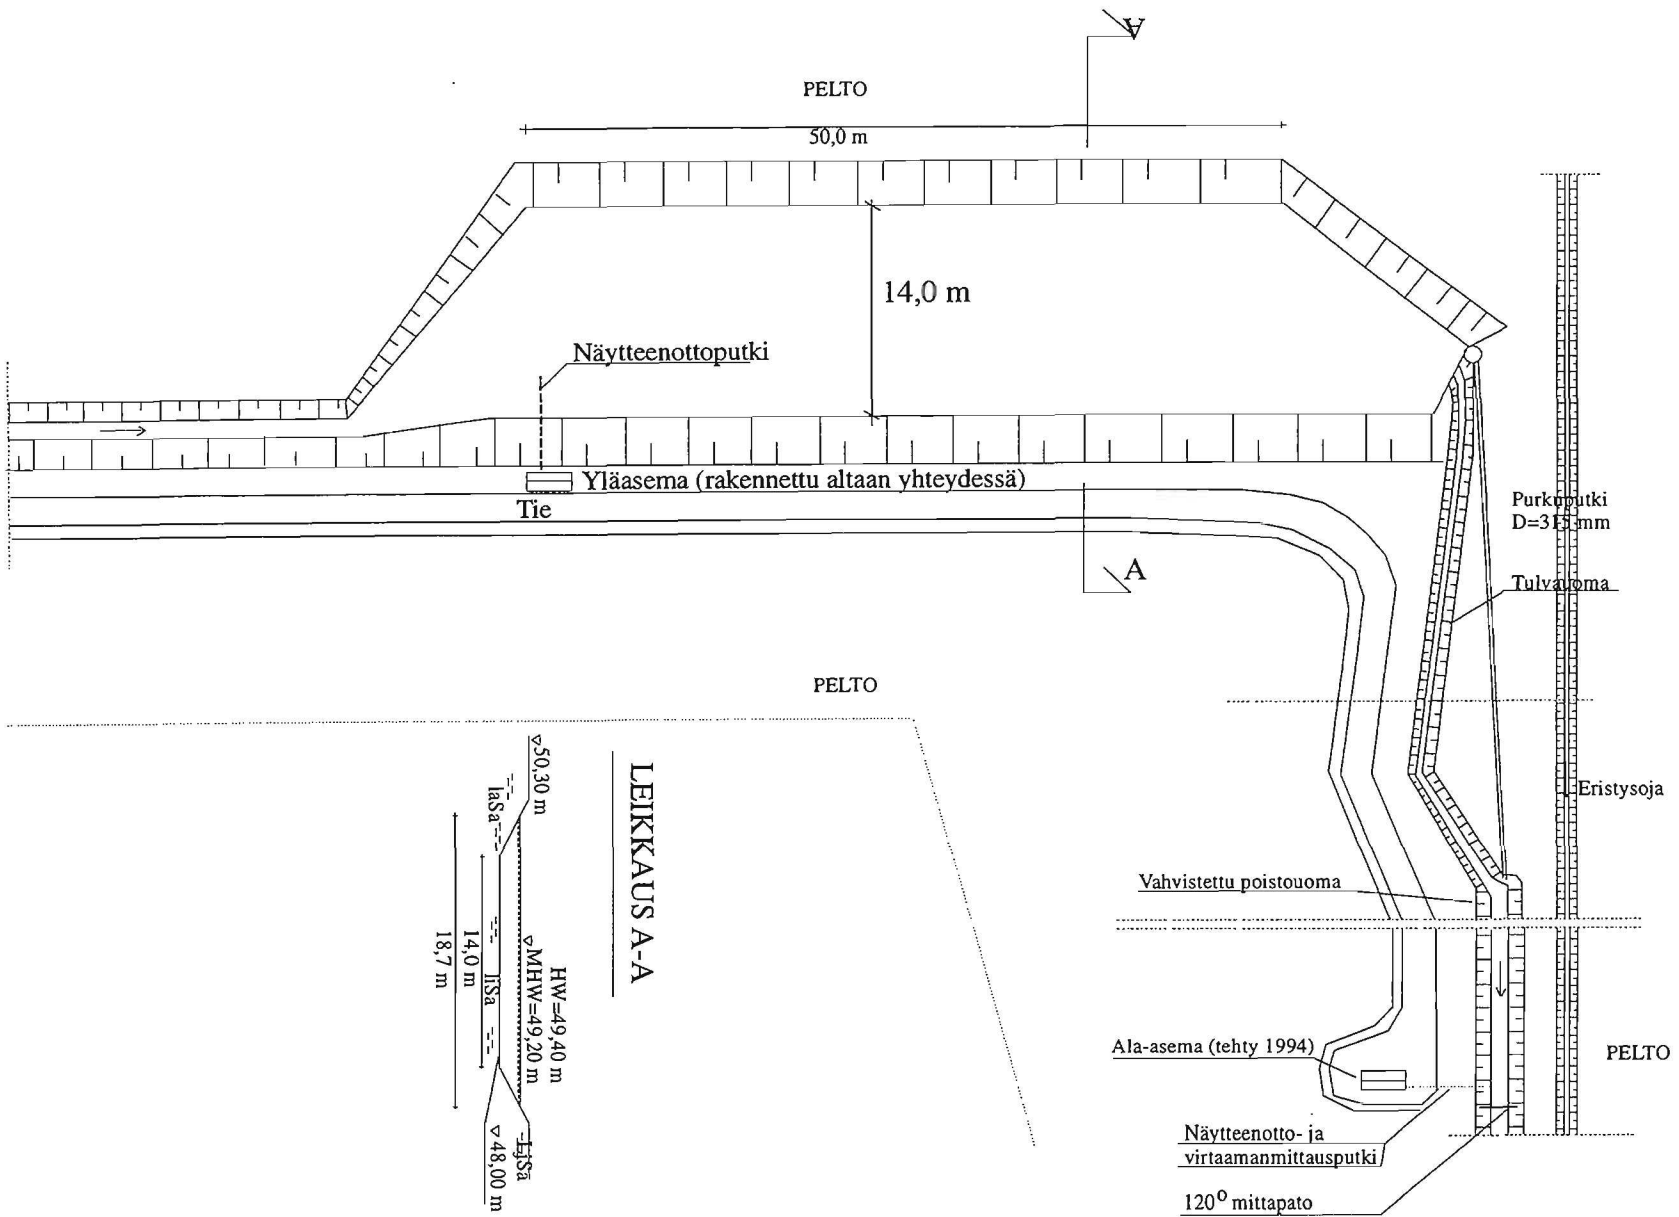 A
PELTO
50,0 m
14,0 m
Näytteenottoputki
Yläasema (rakennettu altaan yhteydessä)
Tie
A
Purkuputki
D=315 mm
Tulvauoma
PELTO
Eristysoja
Vahvistettu poistouoma
Ala-asema (tehty 1994)
PELTO
Näytteenotto- ja
virtaamanmittausputki
120° mittapato
LEIKKAUS A-A
HW=49,40 m
MHW=49,20 m
50,30 m
laSa
liSa
LjSa
14,0 m
18,7 m
48,00 m